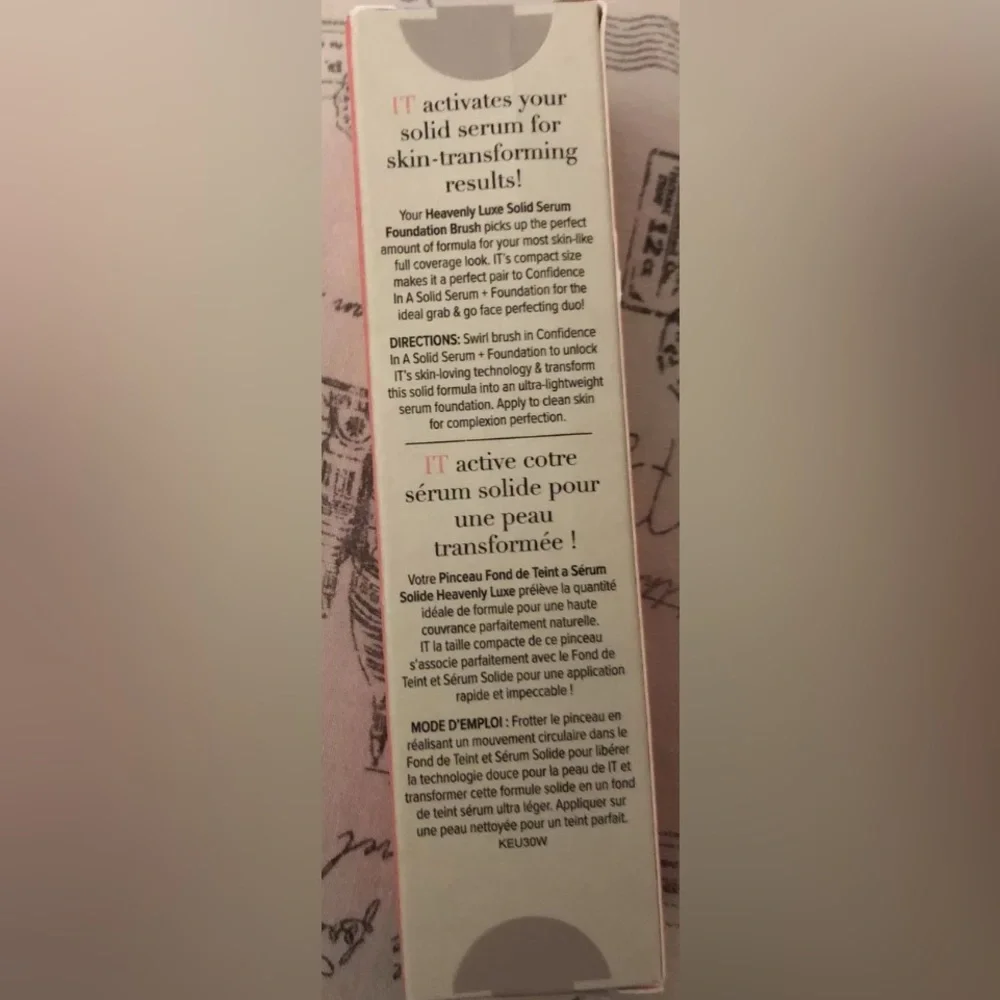 IT activates your
solid serum for
skin-transforming
results!
Your Heavenly Luxe Solid Serum
Foundation Brush picks up the perfect
amount of formula for your most skin-like
full coverage look. IT's compact size
makes it a perfect pair to Confidence
In A Solid Serum + Foundation for the
ideal grab & go face perfecting duo!
DIRECTIONS: Swirl brush in Confidence
In A Solid Serum + Foundation to unlock
IT's skin-loving technology & transform
this solid formula into an ultra-lightweight
serum foundation. Apply to clean skin
for complexion perfection.
IT active cotre
sérum solide pour
une peau
transformée !
Votre Pinceau Fond de Teint a Sérum
Solide Heavenly Luxe prélève la quantité
idéale de formule pour une haute
couvrance parfaitement naturelle.
IT la taille compacte de ce pinceau
s'associe parfaitement avec le Fond de
Teint et Sérum Solide pour une application
rapide et impeccable !
MODE D'EMPLOI : Frotter le pinceau en
réalisant un mouvement circulaire dans le
Fond de Teint et Sérum Solide pour libérer
la technologie douce pour la peau de IT et
transformer cette formule solide en un fond
de teint sérum ultra léger. Appliquer sur
une peau nettoyée pour un teint parfait.
KEU30W